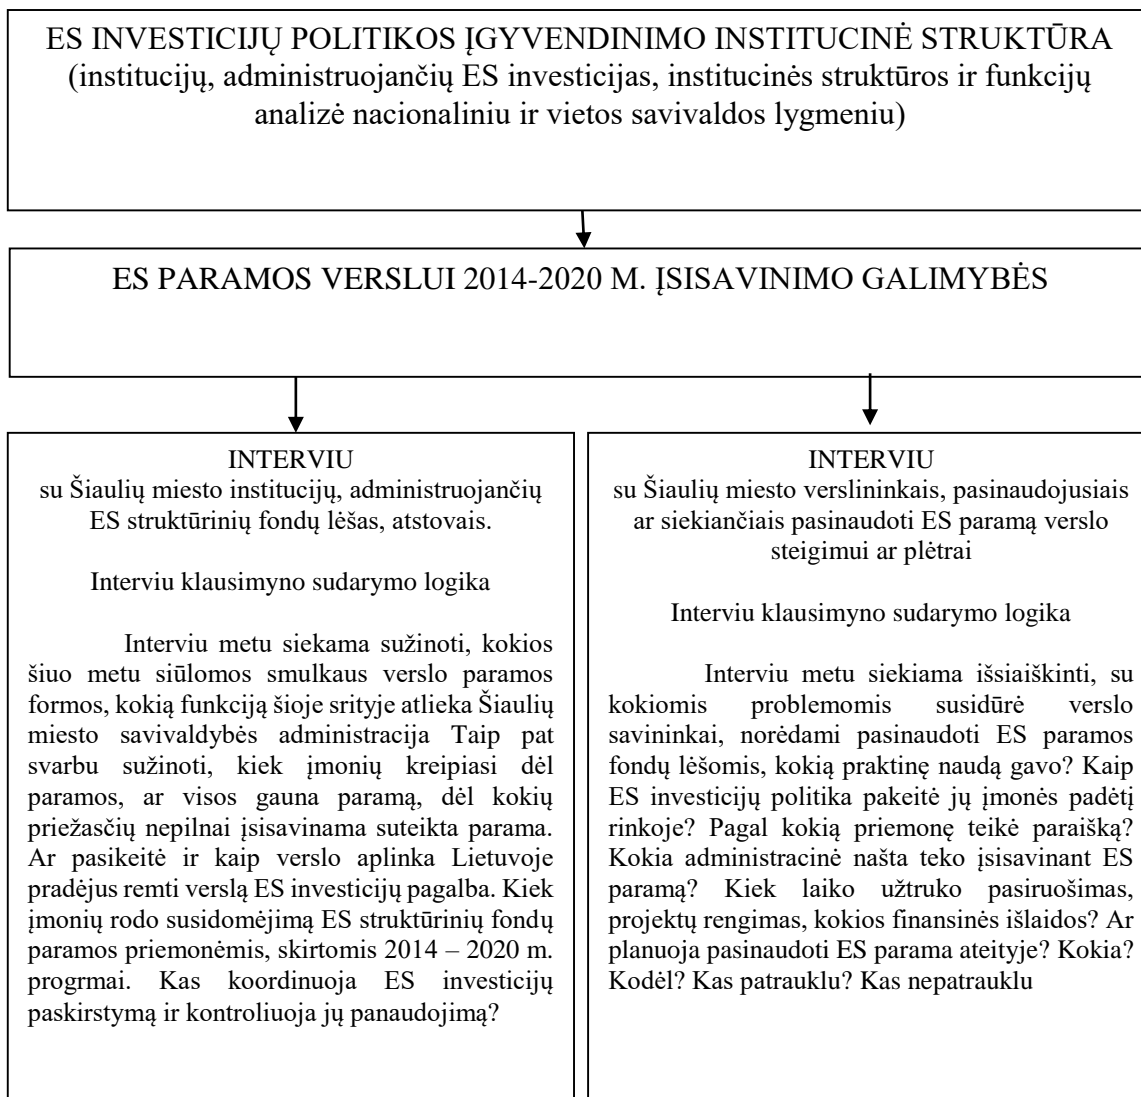 ES INVESTICIJŲ POLITIKOS ĮGYVENDINIMO INSTITUCINĖ STRUKTŪRA
(institucijų, administruojančių ES investicijas, institucinės struktūros ir funkcijų
analizė nacionaliniu ir vietos savivaldos lygmeniu)
ES PARAMOS VERSLUI 2014-2020 M. ĮSISAVINIMO GALIMYBĖS
INTERVIU
su Šiaulių miesto institucijų, administruojančių
ES struktūrinių fondų lėšas, atstovais.
Interviu klausimyno sudarymo logika
Interviu metu siekama sužinoti, kokios
šiuo metu siūlomos smulkaus verslo paramos
formos, kokią funkciją šioje srityje atlieka Šiaulių
miesto savivaldybės administracija Taip pat
svarbu sužinoti, kiek įmonių kreipiasi dėl
paramos, ar visos gauna paramą, dėl kokių
priežasčių nepilnai įsisavinama suteikta parama.
Ar pasikeitė ir kaip verslo aplinka Lietuvoje
pradėjus remti verslą ES investicijų pagalba. Kiek
įmonių rodo susidomėjimą ES struktūrinių fondų
paramos priemonėmis, skirtomis 2014 – 2020 m.
progrmai. Kas koordinuoja ES investicijų
paskirstymą ir kontroliuoja jų panaudojimą?
INTERVIU
su Šiaulių miesto verslininkais, pasinaudojusiais
ar siekiančiais pasinaudoti ES paramą verslo
steigimui ar plėtrai
Interviu klausimyno sudarymo logika
Interviu metu siekiama išsiaiškinti, su
kokiomis problemomis susidūrė verslo
savininkai, norėdami pasinaudoti ES paramos
fondų lėšomis, kokią praktinę naudą gavo? Kaip
ES investicijų politika pakeitė jų įmonės padėtį
rinkoje? Pagal kokią priemonę teikė paraišką?
Kokia administracinė našta teko įsisavinant ES
paramą? Kiek laiko užtruko pasiruošimas,
projektų rengimas, kokios finansinės išlaidos? Ar
planuoja pasinaudoti ES parama ateityje? Kokia?
Kodėl? Kas patrauklu? Kas nepatrauklu